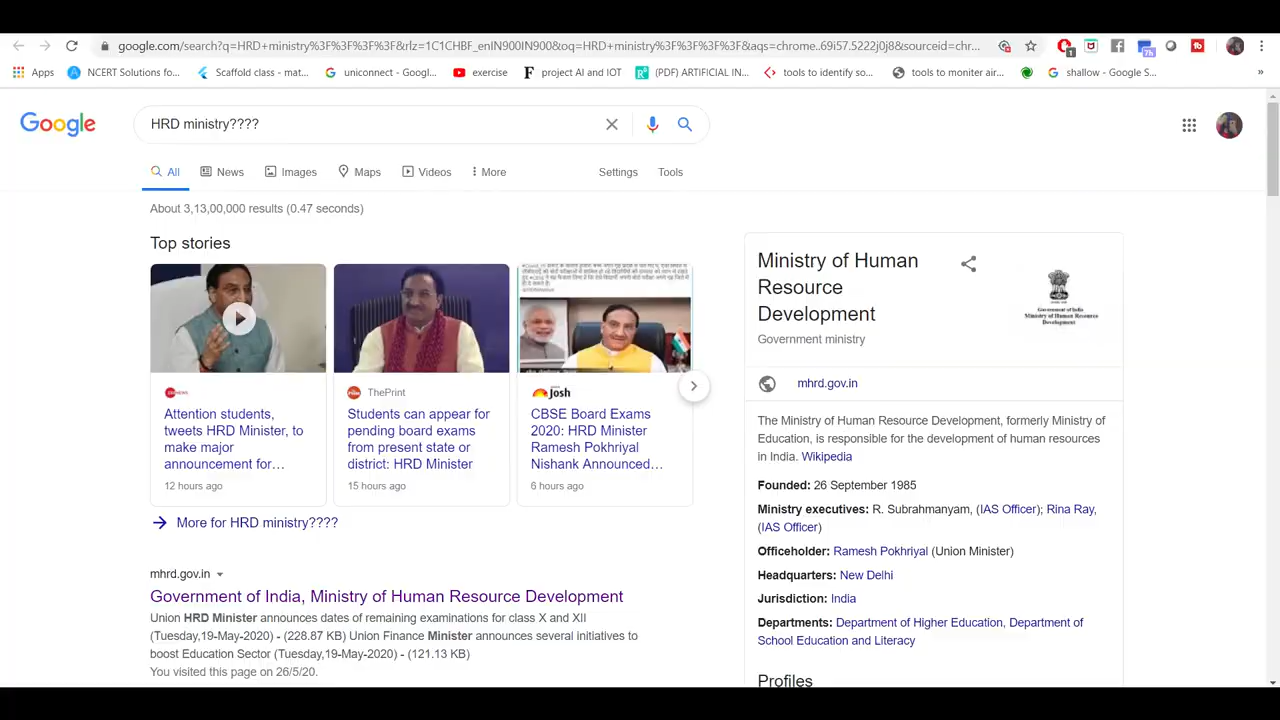 google.com/search?q=HRD+ministry%3F%3F%3F%3F&rlz=1C1CHBF_enIN900IN900&oq=HRD+ministry%3F%3F%3F%3F&aqs=chrome..69i57.5222j0j8&sourceid=chr...
Apps
NCERT Solutions fo...
Scaffold class - mat...
uniconnect - Googl...
exercise
project AI and IOT
(PDF) ARTIFICIAL IN...
tools to identify so...
tools to moniter air...
shallow - Google S...
»
Google
HRD ministry????
All
News
Images
Maps
Videos
More
Settings
Tools
About 3,13,00,000 results (0.47 seconds)
Top stories
Attention students,
tweets HRD Minister, to
make major
announcement for...
12 hours ago
ThePrint
Students can appear for
pending board exams
from present state or
district: HRD Minister
15 hours ago
josh
CBSE Board Exams
2020: HRD Minister
Ramesh Pokhriyal
Nishank Announced...
6 hours ago
More for HRD ministry????
mhrd.gov.in
Government of India, Ministry of Human Resource Development
Union HRD Minister announces dates of remaining examinations for class X and XII
(Tuesday,19-May-2020) - (228.87 KB) Union Finance Minister announces several initiatives to
boost Education Sector (Tuesday,19-May-2020) - (121.13 KB)
You visited this page on 26/5/20.
Ministry of Human
Resource
Development
Government ministry
Government of India
Ministry of Human Resource
Development
mhrd.gov.in
The Ministry of Human Resource Development, formerly Ministry of
Education, is responsible for the development of human resources
in India. Wikipedia
Founded: 26 September 1985
Ministry executives: R. Subrahmanyam, (IAS Officer); Rina Ray,
(IAS Officer)
Officeholder: Ramesh Pokhriyal (Union Minister)
Headquarters: New Delhi
Jurisdiction: India
Departments: Department of Higher Education, Department of
School Education and Literacy
Profiles